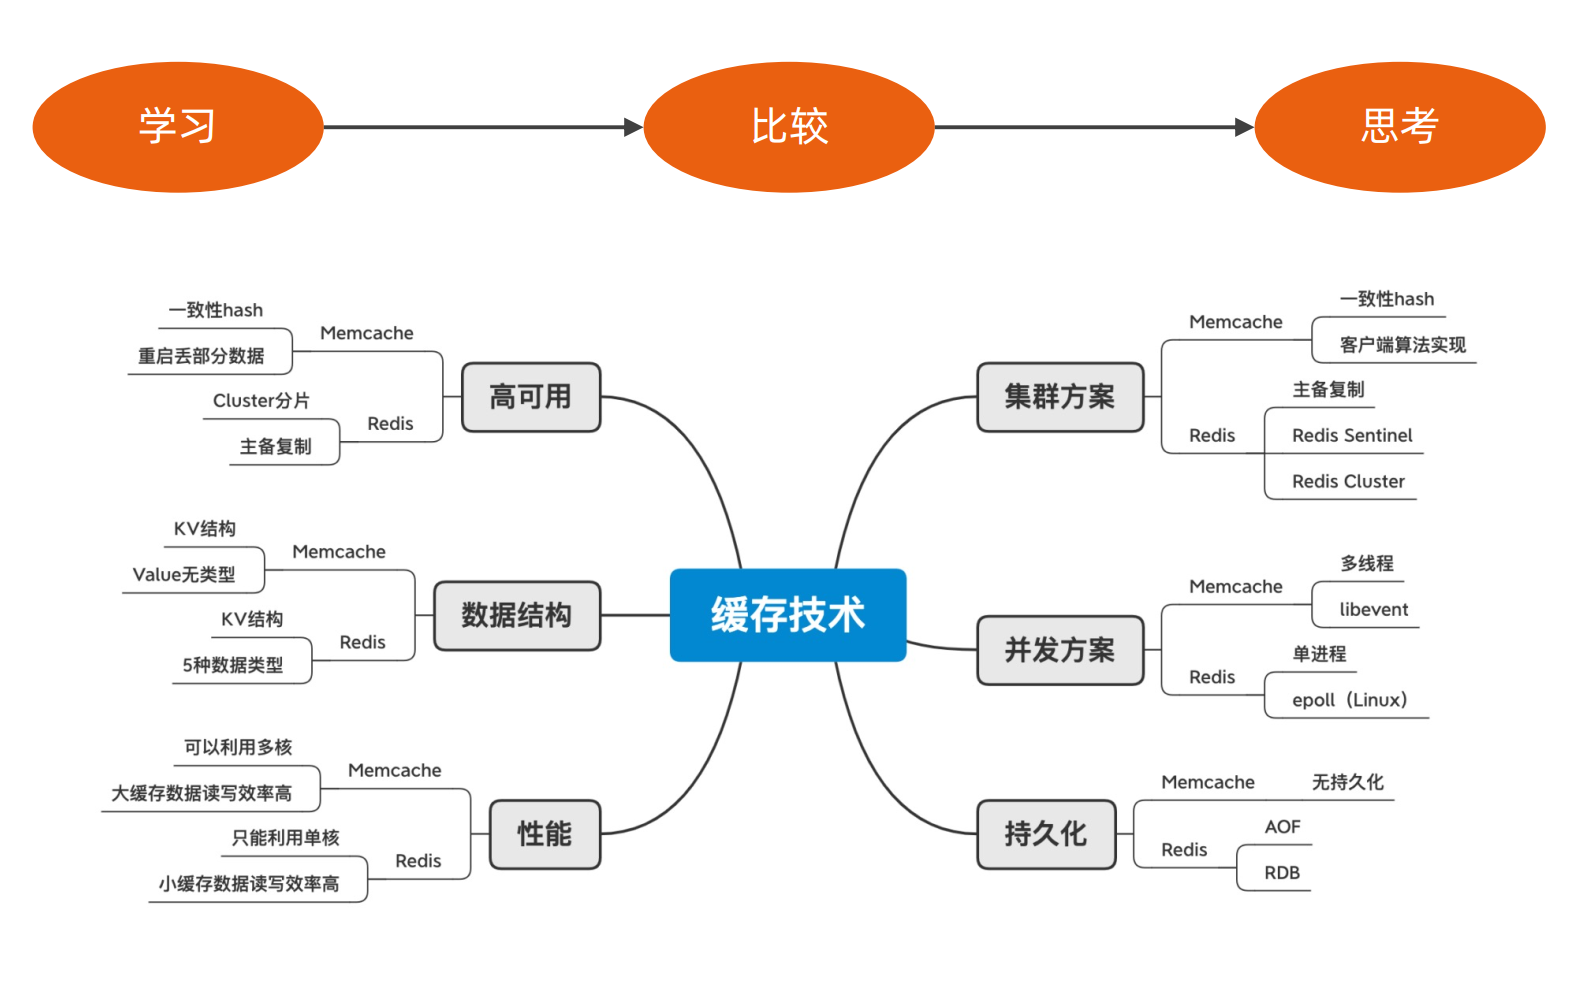 学习
比较
思考
缓存技术
高可用
Memcache
一致性hash
重启丢部分数据
Redis
Cluster分片
主备复制
数据结构
Memcache
KV结构
Value无类型
Redis
KV结构
5种数据类型
性能
Memcache
可以利用多核
大缓存数据读写效率高
Redis
只能利用单核
小缓存数据读写效率高
集群方案
Memcache
一致性hash
客户端算法实现
Redis
主备复制
Redis Sentinel
Redis Cluster
并发方案
Memcache
多线程
libevent
Redis
单进程
epoll（Linux）
持久化
Memcache
无持久化
Redis
AOF
RDB